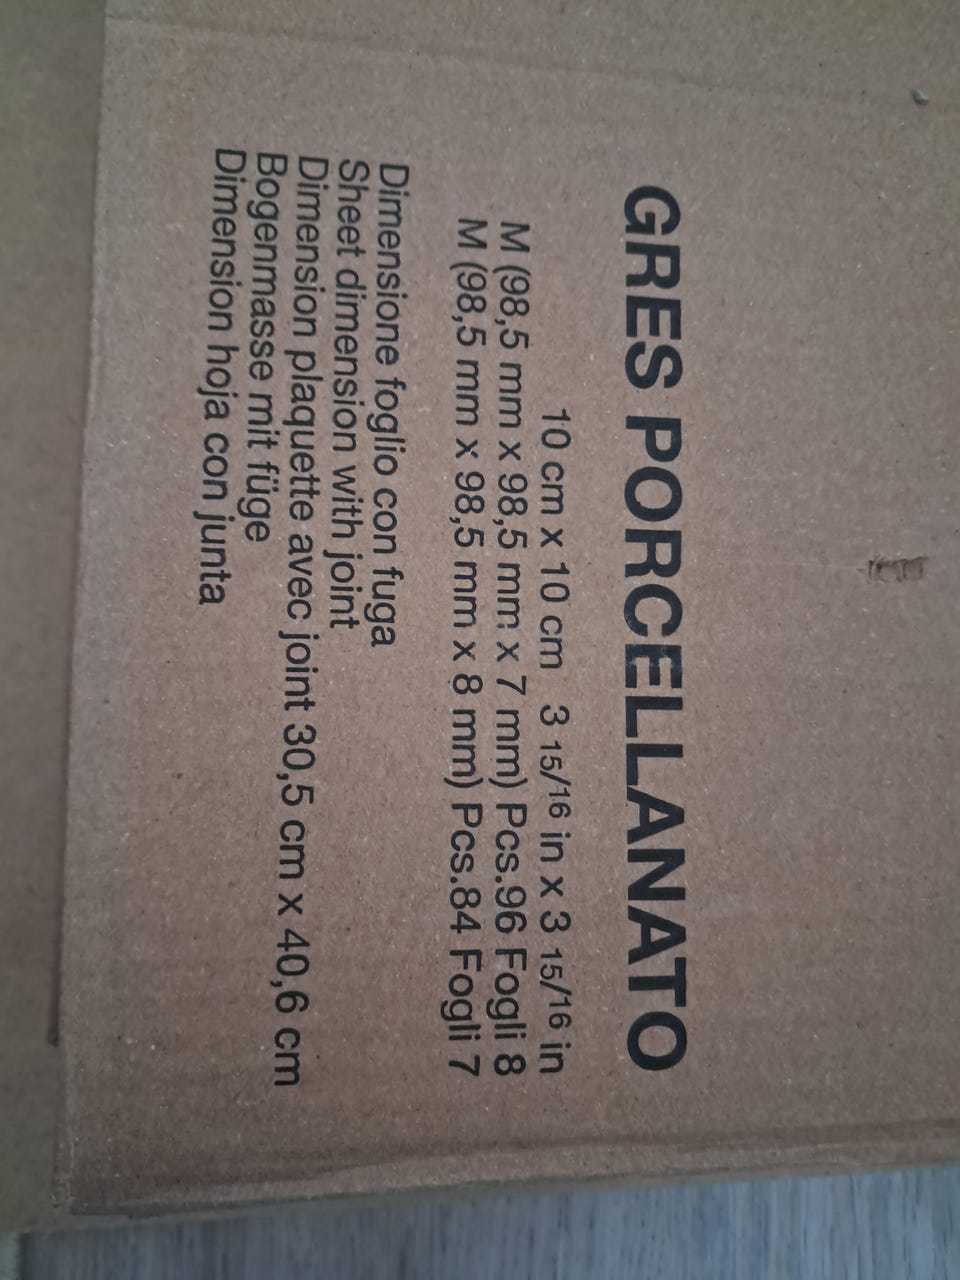 GRES PORCELLANATO
10 cm x 10 cm 3 15/16 in x 3 15/16 in
M (98,5 mm x 98,5 mm x 7 mm) Pcs.96 Fogli 8
M (98,5 mm x 98,5 mm x 8 mm) Pcs.84 Fogli 7
Dimensione foglio con fuga
Sheet dimension with joint
Dimension plaquette avec joint 30,5 cm x 40,6 cm
Bogenmasse mit füge
Dimension hoja con junta